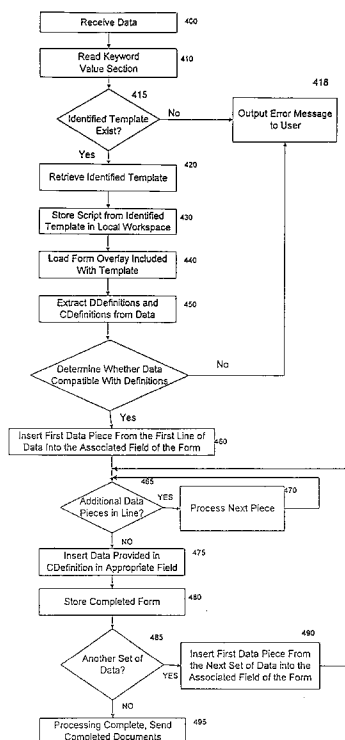 Receive Data
400
Read Keyword
Value Section
410
415
418
Identified Template
Exist?
No
Output Error Message
to User
Yes
420
Retrieve Identified Template
Store Script from Identified
Template in Local Workspace
430
Load Form Overlay Included
With Template
440
Extract DDefinitions and
CDefinitions from Data
450
Determine Whether Data
Compatible With Definitions
No
Yes
Insert First Data Piece From the First Line of
Data into the Associated Field of the Form
460
465
470
Additional Data
Pieces in Line?
YES
Process Next Piece
NO
475
Insert Data Provided in
CDefinition in Appropriate Field
480
Store Completed Form
485
490
Another Set of
Data?
YES
Insert First Data Piece From
the Next Set of Data into the
Associated Field of the Form
NO
Processing Complete, Send
Completed Documents
495